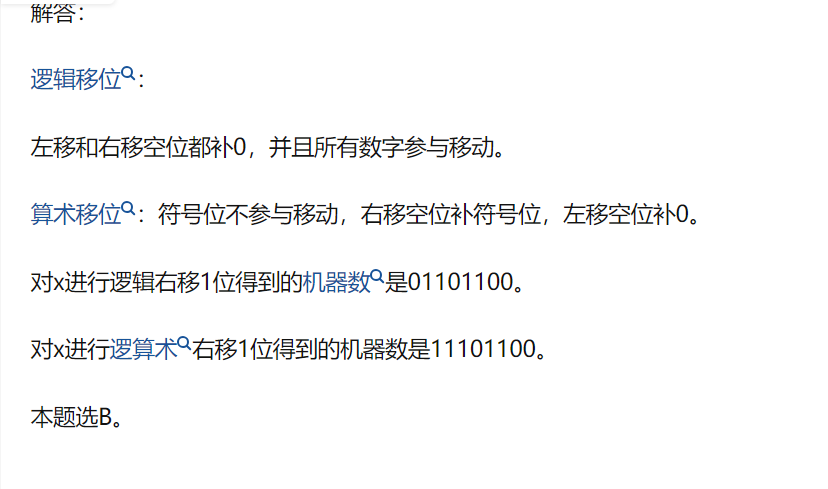 解答：
逻辑移位：
左移和右移空位都补0，并且所有数字参与移动。
算术移位：符号位不参与移动，右移空位补符号位，左移空位补0。
对x进行逻辑右移1位得到的机器数是01101100。
对x进行逻算术右移1位得到的机器数是11101100。
本题选B。